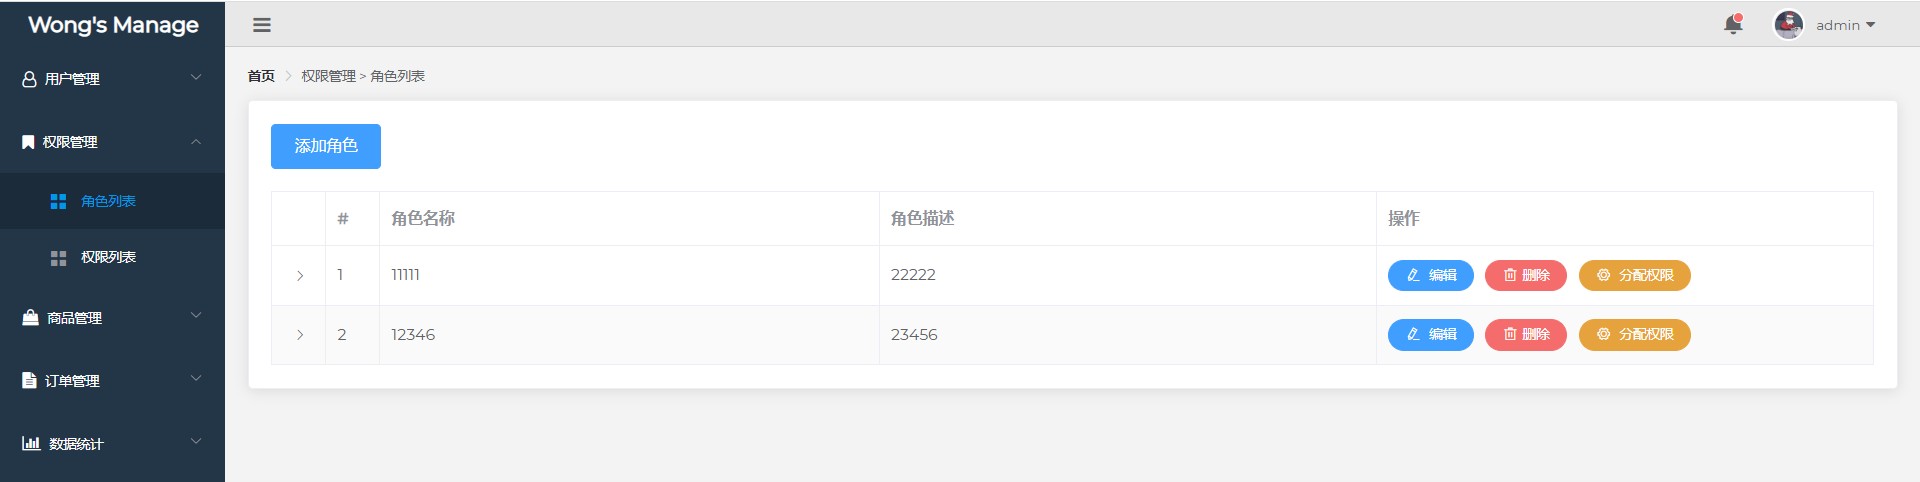 Wong's Manage
admin
用户管理
权限管理
角色列表
权限列表
商品管理
订单管理
数据统计
首页 权限管理 > 角色列表
添加角色
# 角色名称 角色描述 操作
1 11111 22222 编辑 删除 分配权限
2 12346 23456 编辑 删除 分配权限